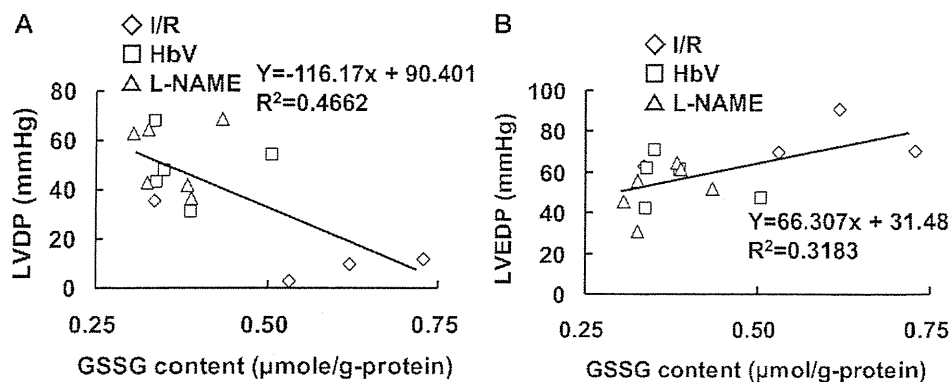 A
I/R
HbV
L-NAME
Y=-116.17x + 90.401
R²=0.4662
80
60
40
20
0
LVDP (mmHg)
0.25
0.50
0.75
GSSG content (μmole/g-protein)
B
I/R
HbV
L-NAME
100
80
60
40
20
0
LVEDP (mmHg)
Y=66.307x + 31.48
R²=0.3183
0.25
0.50
0.75
GSSG content (μmol/g-protein)